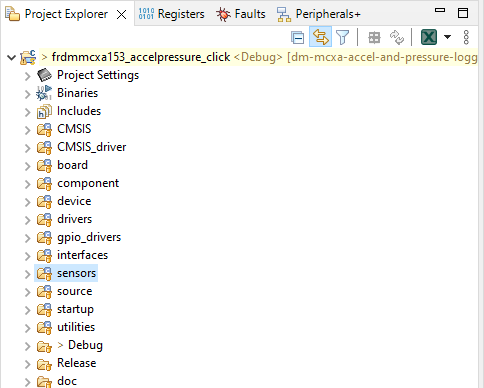 Project Explorer Registers Faults Peripherals+
> frdmmcxa153_accelpressure_click <Debug> [dm-mcxa-accel-and-pressure-logg
Project Settings
Binaries
Includes
CMSIS
CMSIS_driver
board
component
device
drivers
gpio_drivers
interfaces
sensors
source
startup
utilities
> Debug
Release
doc